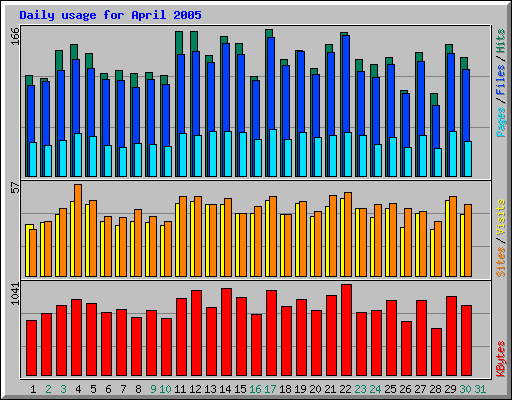 Daily usage for April 2005
166
Pages / Files / Hits
57
Sites / Visits
1041
KBytes
1 2 3 4 5 6 7 8 9 10 11 12 13 14 15 16 17 18 19 20 21 22 23 24 25 26 27 28 29 30 31